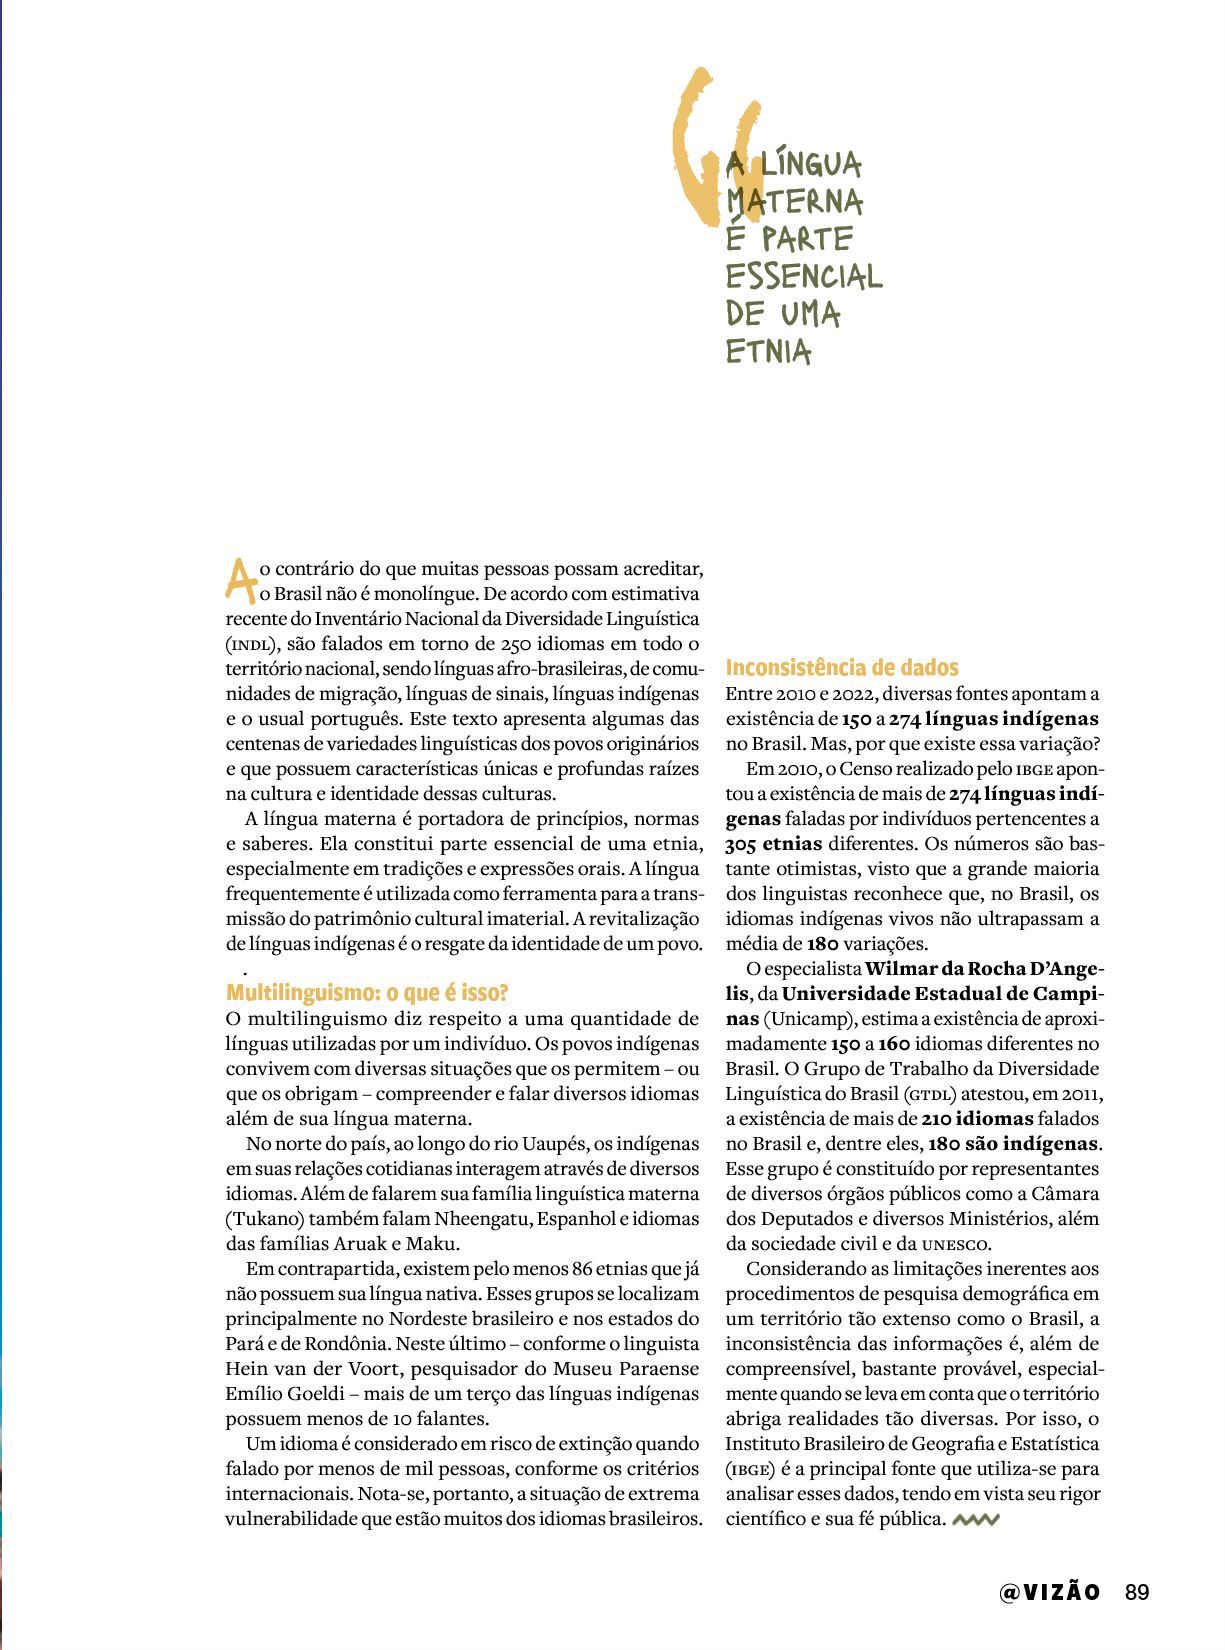 A LÍNGUA
MATERNA
É PARTE
ESSENCIAL
DE UMA
ETNIA
Ao contrário do que muitas pessoas possam acreditar,
o Brasil não é monolíngue. De acordo com estimativa
recente do Inventário Nacional da Diversidade Linguística
(INDL), são falados em torno de 250 idiomas em todo o
território nacional, sendo línguas afro-brasileiras, de comu-
nidades de migração, línguas de sinais, línguas indígenas
e o usual português. Este texto apresenta algumas das
centenas de variedades linguísticas dos povos originários
e que possuem características únicas e profundas raízes
na cultura e identidade dessas culturas.
A língua materna é portadora de princípios, normas
e saberes. Ela constitui parte essencial de uma etnia,
especialmente em tradições e expressões orais. A língua
frequentemente é utilizada como ferramenta para a trans-
missão do patrimônio cultural imaterial. A revitalização
de línguas indígenas é o resgate da identidade de um povo.
.
Multilinguismo: o que é isso?
O multilinguismo diz respeito a uma quantidade de
línguas utilizadas por um indivíduo. Os povos indígenas
convivem com diversas situações que os permitem – ou
que os obrigam – compreender e falar diversos idiomas
além de sua língua materna.
No norte do país, ao longo do rio Uaupés, os indígenas
em suas relações cotidianas interagem através de diversos
idiomas. Além de falarem sua família linguística materna
(Tukano) também falam Nheengatu, Espanhol e idiomas
das famílias Aruak e Maku.
Em contrapartida, existem pelo menos 86 etnias que já
não possuem sua língua nativa. Esses grupos se localizam
principalmente no Nordeste brasileiro e nos estados do
Pará e de Rondônia. Neste último – conforme o linguista
Hein van der Voort, pesquisador do Museu Paraense
Emílio Goeldi – mais de um terço das línguas indígenas
possuem menos de 10 falantes.
Um idioma é considerado em risco de extinção quando
falado por menos de mil pessoas, conforme os critérios
internacionais. Nota-se, portanto, a situação de extrema
vulnerabilidade que estão muitos dos idiomas brasileiros.
Inconsistência de dados
Entre 2010 e 2022, diversas fontes apontam a
existência de 150 a 274 línguas indígenas
no Brasil. Mas, por que existe essa variação?
Em 2010, o Censo realizado pelo IBGE apon-
tou a existência de mais de 274 línguas indí-
genas faladas por indivíduos pertencentes a
305 etnias diferentes. Os números são bas-
tante otimistas, visto que a grande maioria
dos linguistas reconhece que, no Brasil, os
idiomas indígenas vivos não ultrapassam a
média de 180 variações.
O especialista Wilmar da Rocha D’Ange-
lis, da Universidade Estadual de Campi-
nas (Unicamp), estima a existência de aproxi-
madamente 150 a 160 idiomas diferentes no
Brasil. O Grupo de Trabalho da Diversidade
Linguística do Brasil (GTDL) atestou, em 2011,
a existência de mais de 210 idiomas falados
no Brasil e, dentre eles, 180 são indígenas.
Esse grupo é constituído por representantes
de diversos órgãos públicos como a Câmara
dos Deputados e diversos Ministérios, além
da sociedade civil e da UNESCO.
Considerando as limitações inerentes aos
procedimentos de pesquisa demográfica em
um território tão extenso como o Brasil, a
inconsistência das informações é, além de
compreensível, bastante provável, especial-
mente quando se leva em conta que o território
abriga realidades tão diversas. Por isso, o
Instituto Brasileiro de Geografia e Estatística
(IBGE) é a principal fonte que utiliza-se para
analisar esses dados, tendo em vista seu rigor
científico e sua fé pública.
@VIZÃO 89